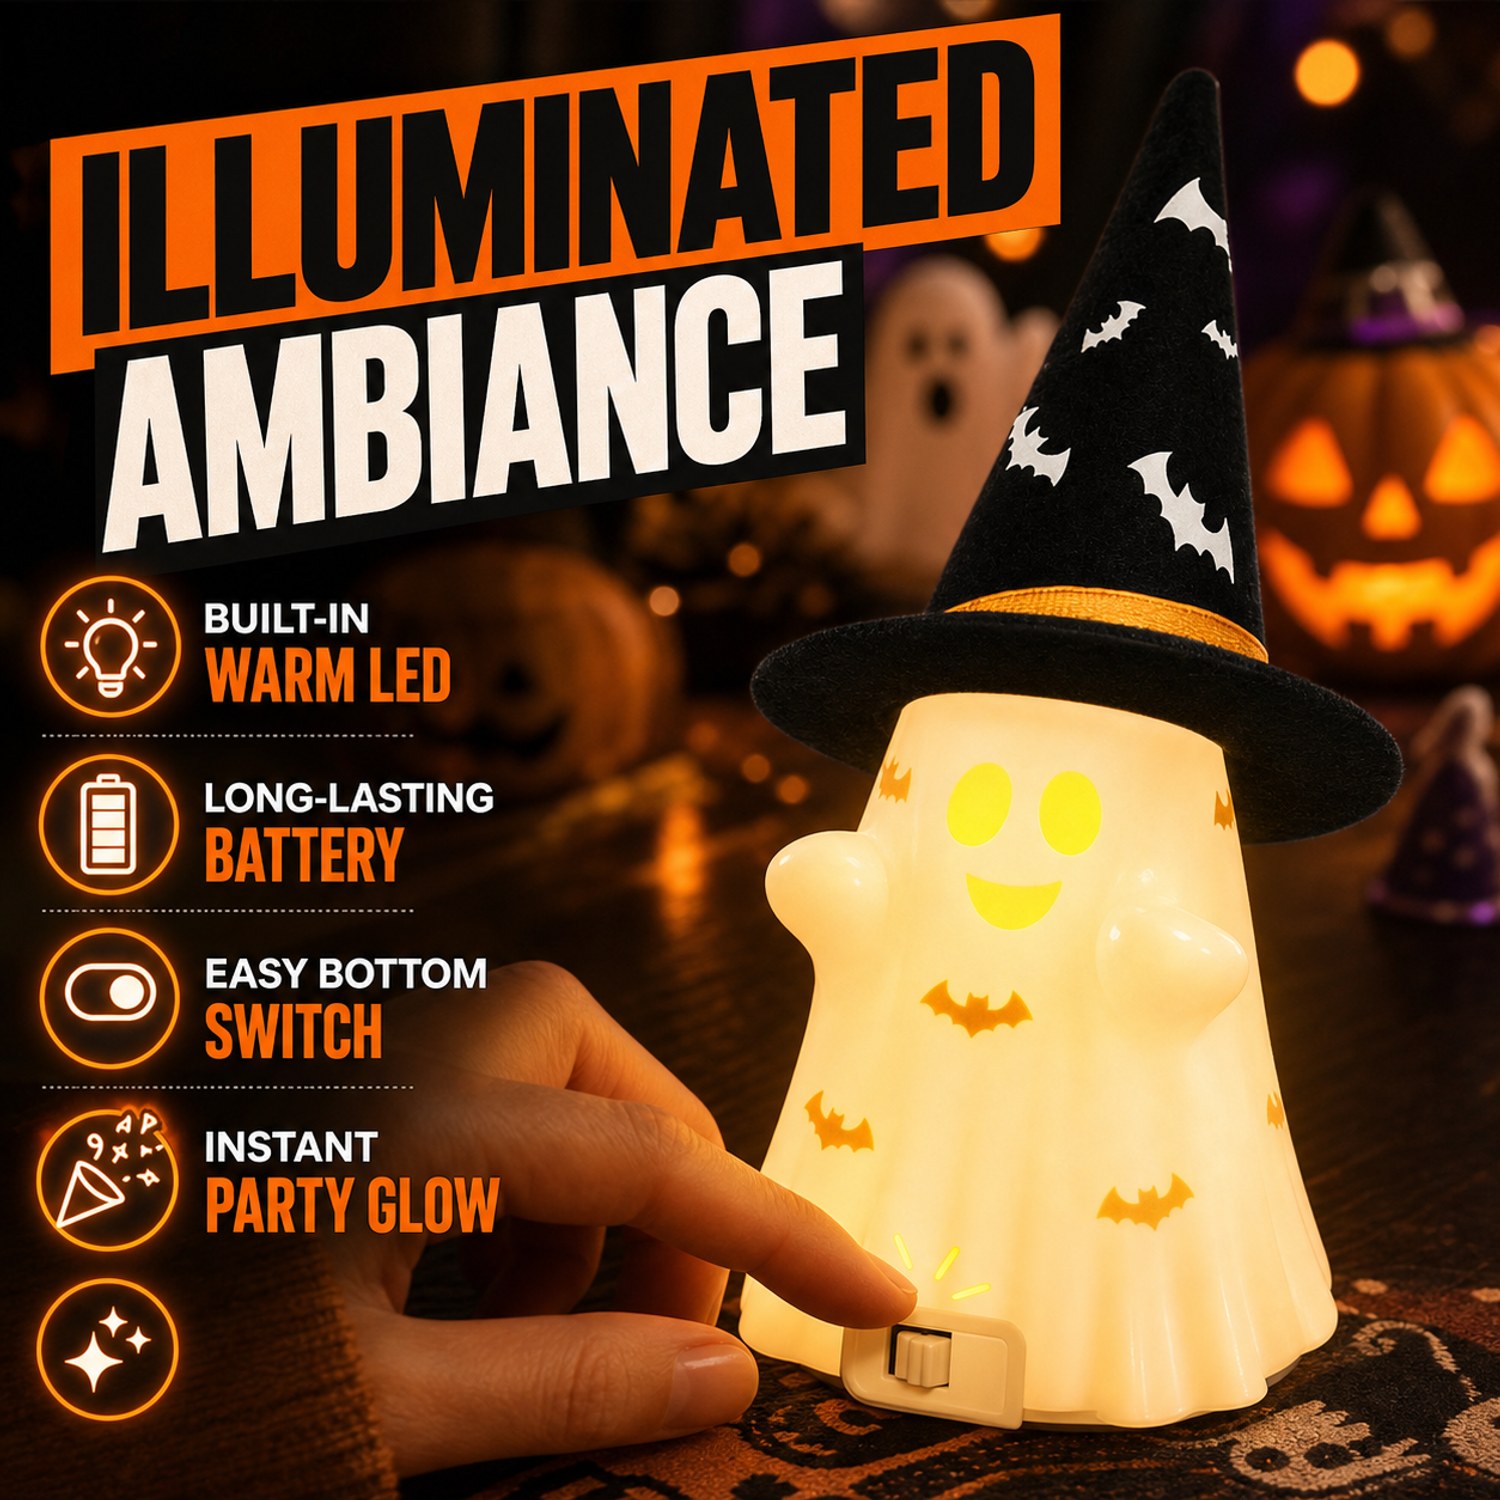 ILLUMINATED
AMBIANCE
BUILT-IN
WARM LED
LONG-LASTING
BATTERY
EASY BOTTOM
SWITCH
INSTANT
PARTY GLOW